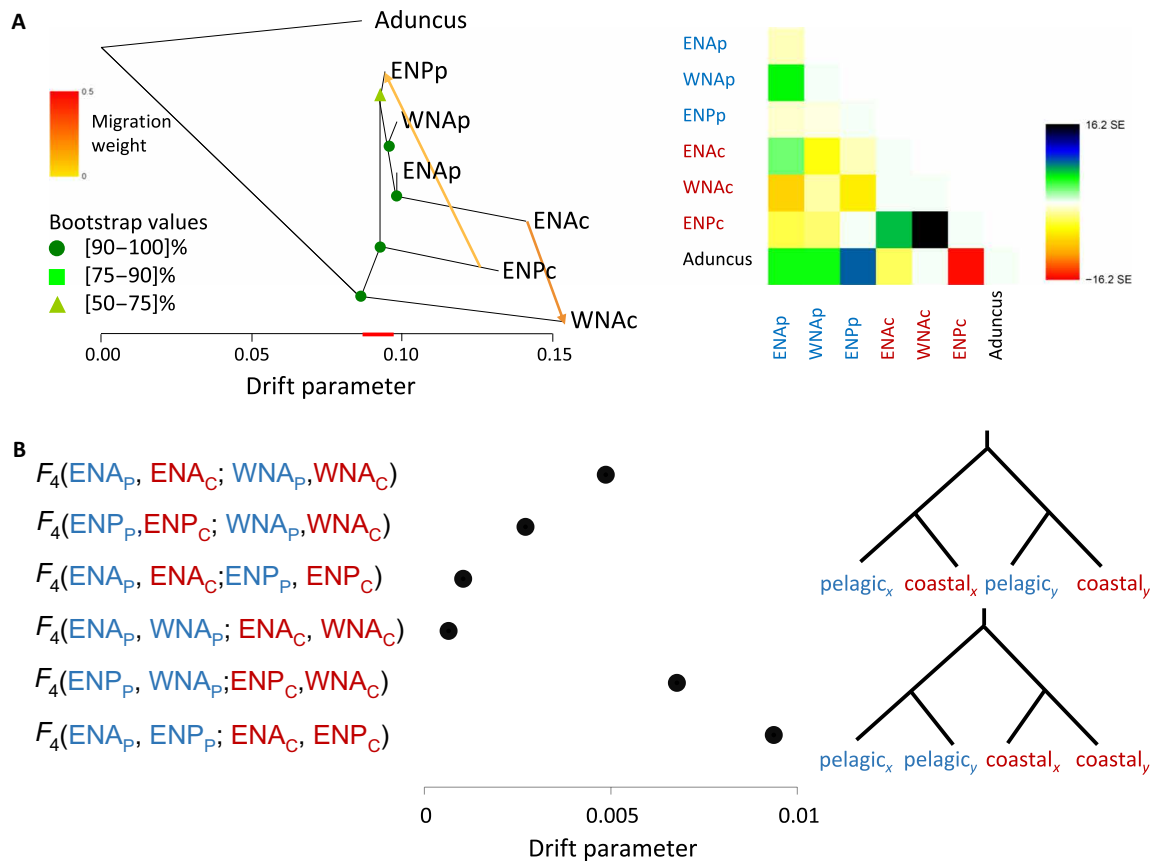 A
Aduncus
ENPp
WNAp
ENAp
ENAc
ENPc
WNAc
0.5
Migration
weight
0
Bootstrap values
[90–100]%
[75–90]%
[50–75]%
0.00 0.05 0.10 0.15
Drift parameter
ENAp
WNAp
ENPp
ENAc
WNAc
ENPc
Aduncus
ENAp WNAp ENPp ENAc WNAc ENPc Aduncus
16.2 SE
−16.2 SE
B
F4(ENAP, ENAC; WNAP,WNAC)
F4(ENPP,ENPC; WNAP,WNAC)
F4(ENAP, ENAC;ENPP, ENPC)
F4(ENAP, WNAP; ENAC, WNAC)
F4(ENPP, WNAP;ENPC,WNAC)
F4(ENAP, ENPP; ENAC, ENPC)
0 0.005 0.01
Drift parameter
pelagicx coastalx pelagicy coastaly
pelagicx pelagicy coastalx coastaly